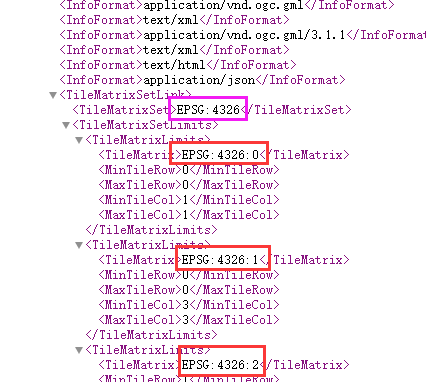 <InfoFormat>application/vnd.ogc.gml</InfoFormat>
<InfoFormat>text/xml</InfoFormat>
<InfoFormat>application/vnd.ogc.gml/3.1.1</InfoFormat>
<InfoFormat>text/xml</InfoFormat>
<InfoFormat>text/html</InfoFormat>
<InfoFormat>application/json</InfoFormat>
<TileMatrixSetLink>
<TileMatrixSet>EPSG:4326</TileMatrixSet>
<TileMatrixSetLimits>
<TileMatrixLimits>
<TileMatrix>EPSG:4326:0</TileMatrix>
<MinTileRow>0</MinTileRow>
<MaxTileRow>0</MaxTileRow>
<MinTileCol>1</MinTileCol>
<MaxTileCol>1</MaxTileCol>
</TileMatrixLimits>
<TileMatrixLimits>
<TileMatrix>EPSG:4326:1</TileMatrix>
<MinTileRow>0</MinTileRow>
<MaxTileRow>0</MaxTileRow>
<MinTileCol>3</MinTileCol>
<MaxTileCol>3</MaxTileCol>
</TileMatrixLimits>
<TileMatrixLimits>
<TileMatrix>EPSG:4326:2</TileMatrix>
<MinTileRow>1</MinTileRow>